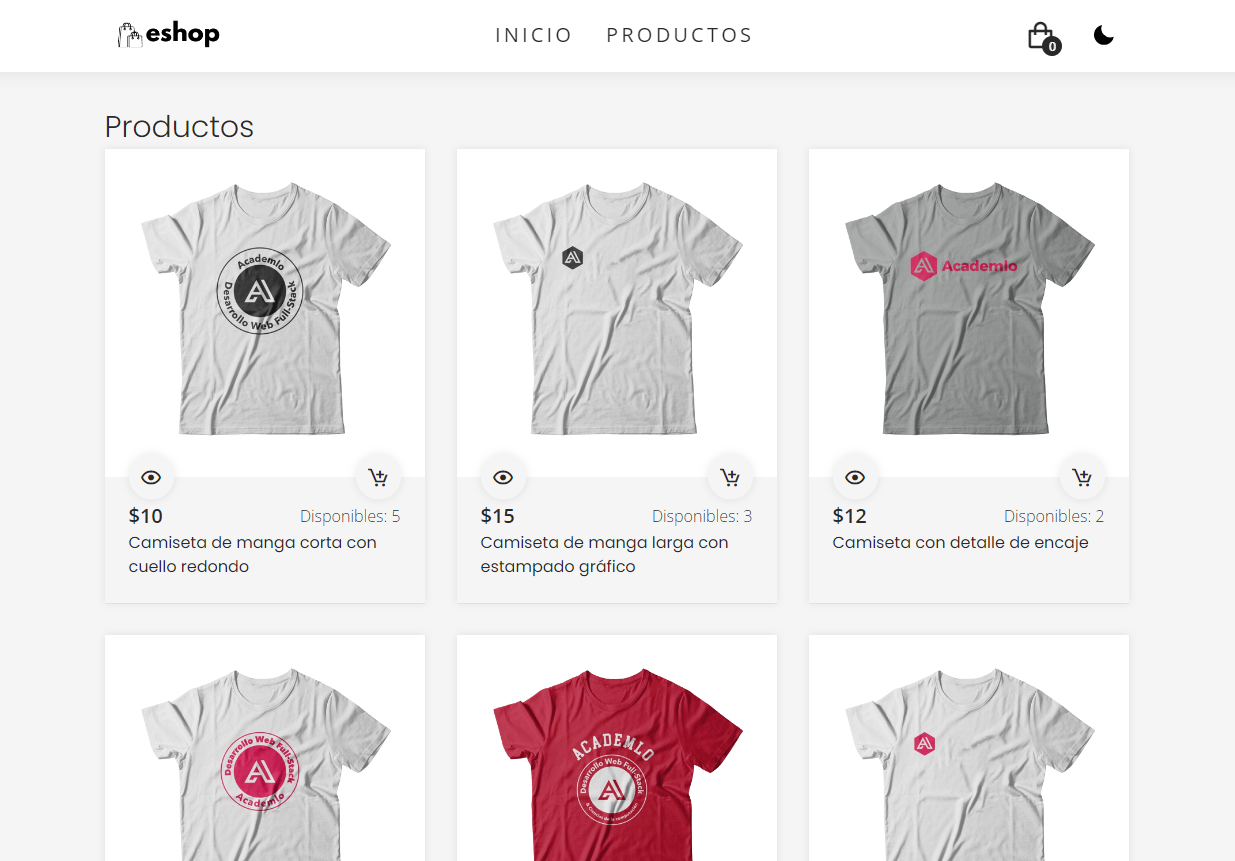 eshop
INICIO
PRODUCTOS
0
Productos
Academlo
Desarrollo Web Full-Stack
Academlo
$10
Disponibles: 5
Camiseta de manga corta con
cuello redondo
$15
Disponibles: 3
Camiseta de manga larga con
estampado gráfico
$12
Disponibles: 2
Camiseta con detalle de encaje
Desarrollo Web Full-Stack
Academlo
ACADEMLO
Desarrollo Web Full-Stack